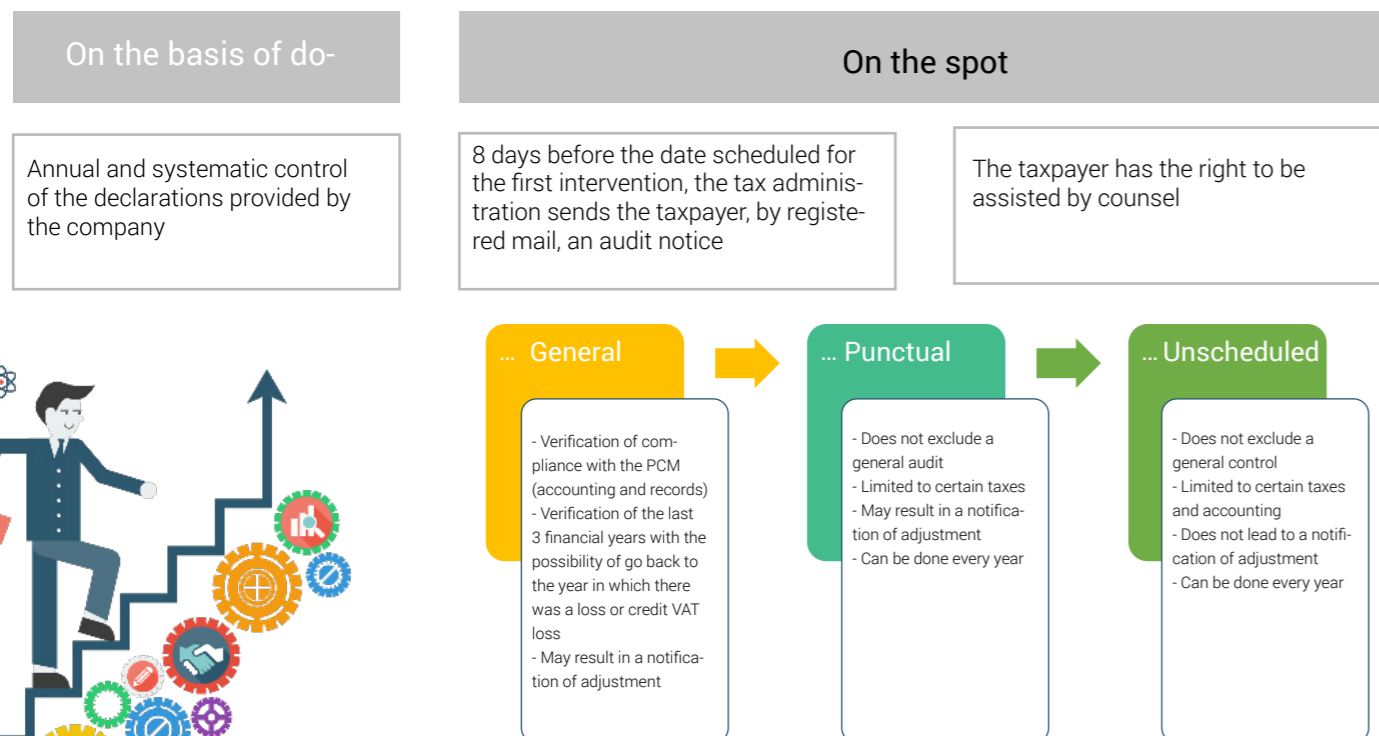 On the basis of do-
On the spot
Annual and systematic control
of the declarations provided by
the company
8 days before the date scheduled for
the first intervention, the tax adminis-
tration sends the taxpayer, by registe-
red mail, an audit notice
The taxpayer has the right to be
assisted by counsel
... General
- Verification of com-
pliance with the PCM
(accounting and records)
- Verification of the last
3 financial years with the
possibility of go back to
the year in which there
was a loss or credit VAT
loss
- May result in a notifica-
tion of adjustment
... Punctual
- Does not exclude a
general audit
- Limited to certain taxes
- May result in a notifica-
tion of adjustment
- Can be done every year
... Unscheduled
- Does not exclude a
general control
- Limited to certain taxes
and accounting
- Does not lead to a notifi-
cation of adjustment
- Can be done every year